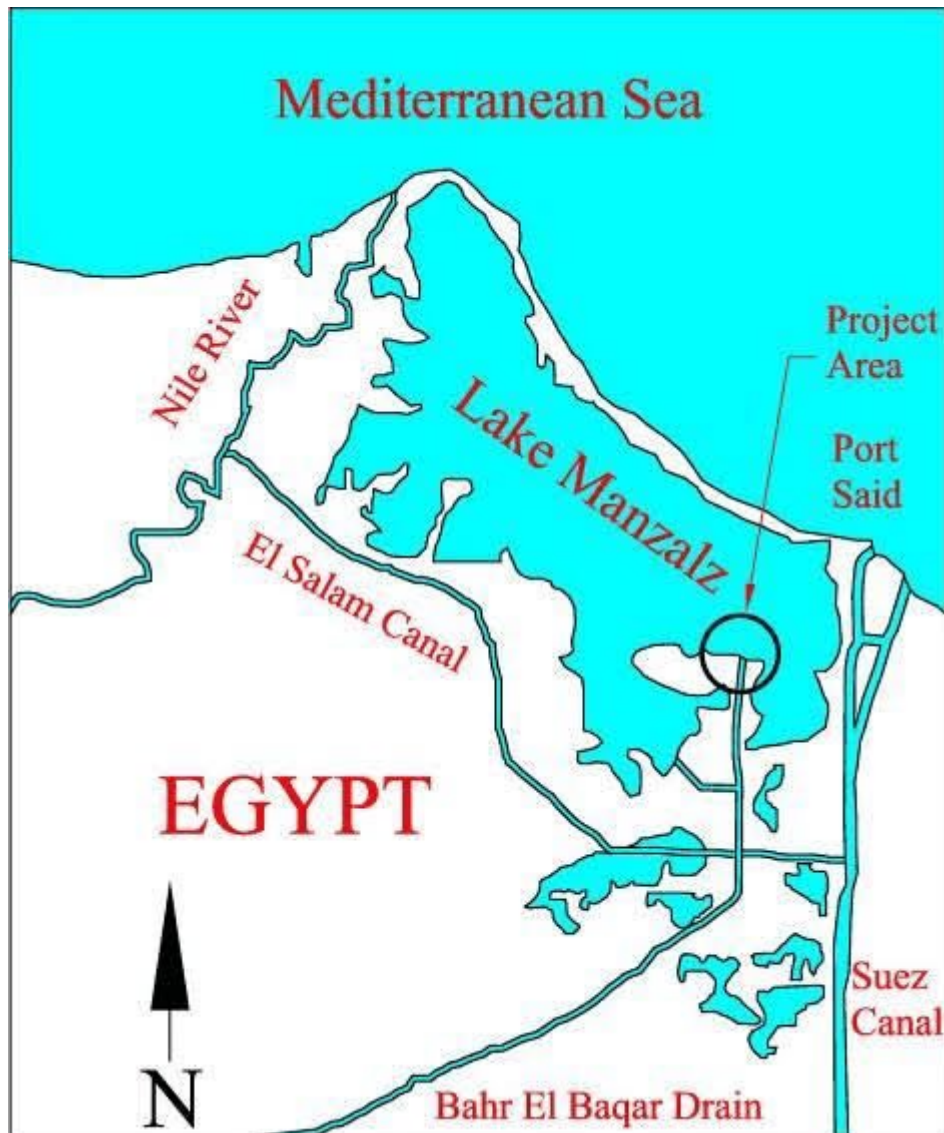 Mediterranean Sea
Nile River
Project
Area
Lake Manzalz
Port
Said
El Salam Canal
EGYPT
Suez
Canal
N
Bahr El Baqar Drain